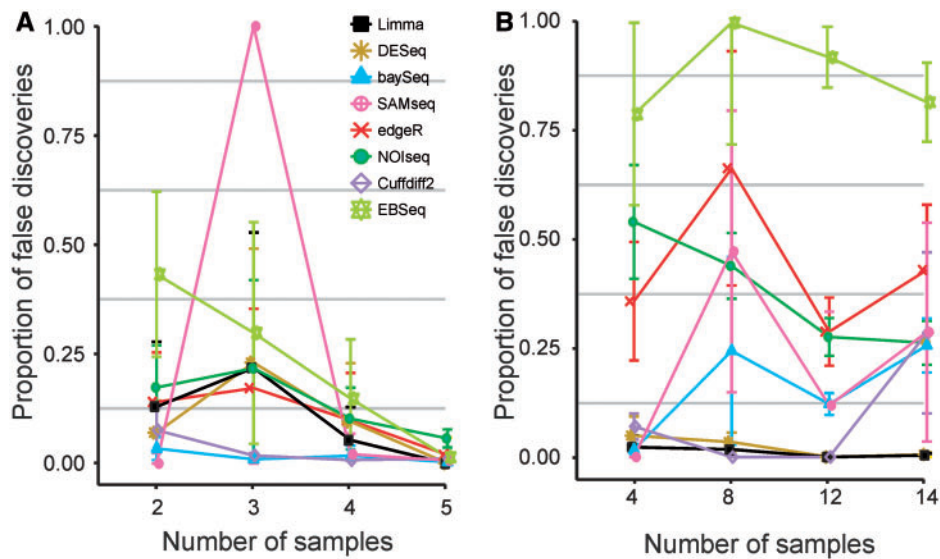 A
Proportion of false discoveries
1.00
0.75
0.50
0.25
0.00
2 3 4 5
Number of samples
Limma
DESeq
baySeq
SAMseq
edgeR
NOIseq
Cuffdiff2
EBSeq
B
Proportion of false discoveries
1.00
0.75
0.50
0.25
0.00
4 8 12 14
Number of samples